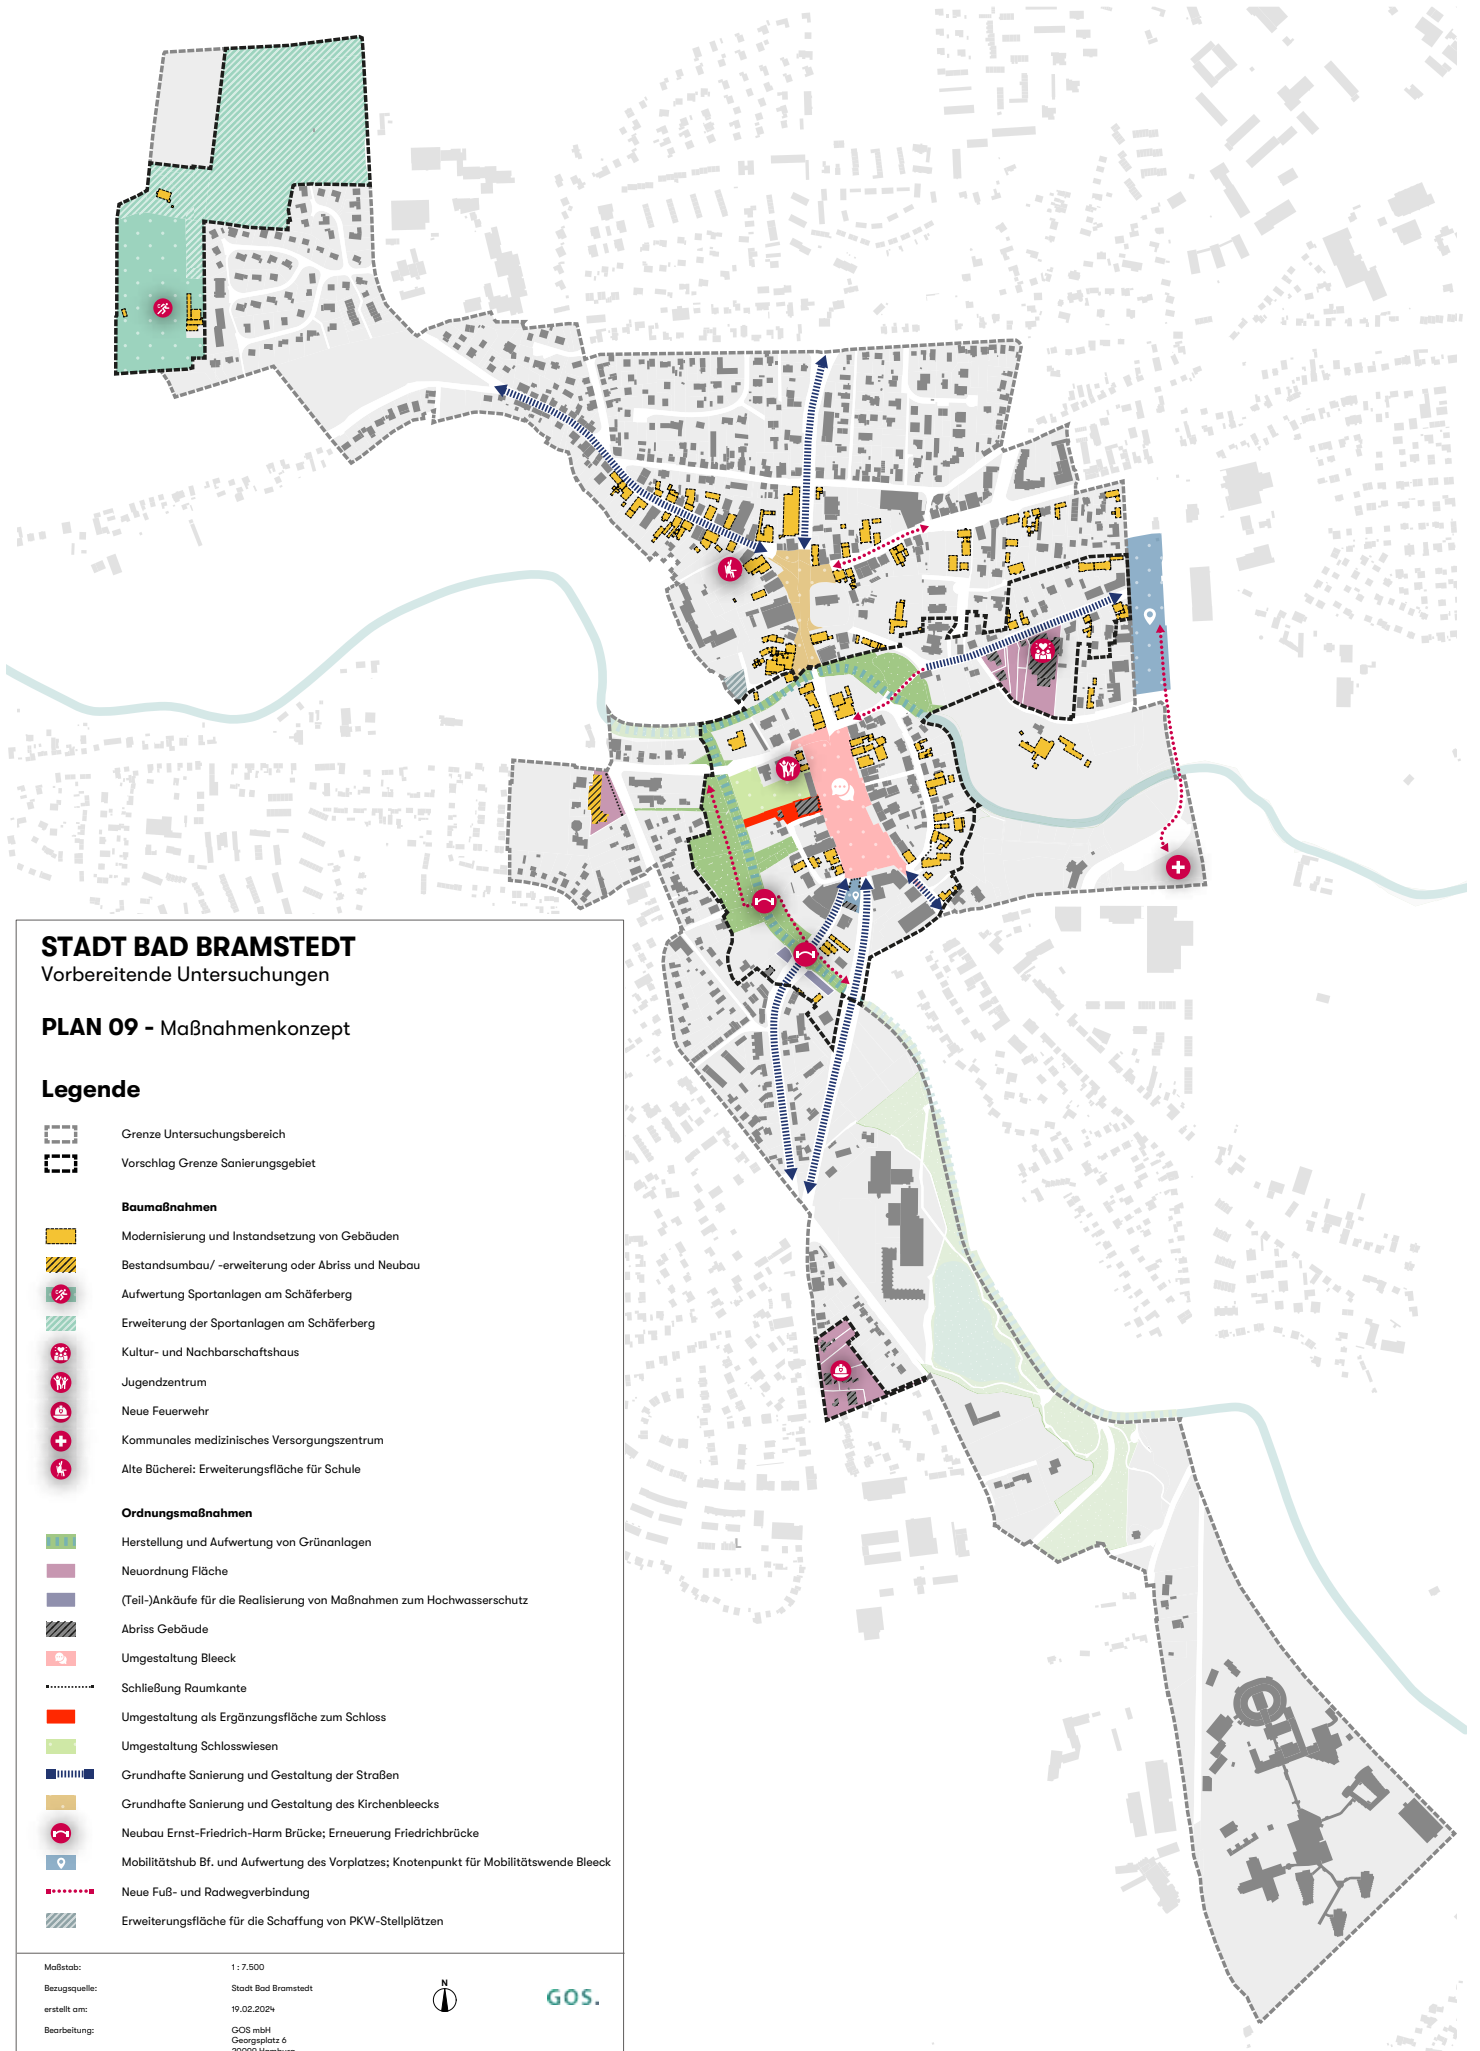 STADT BAD BRAMSTEDT
Vorbereitende Untersuchungen
PLAN 09 - Maßnahmenkonzept
Legende
Grenze Untersuchungsbereich
Vorschlag Grenze Sanierungsgebiet
Baumaßnahmen
Modernisierung und Instandsetzung von Gebäuden
Bestandsumbau/ -erweiterung oder Abriss und Neubau
Aufwertung Sportanlagen am Schäferberg
Erweiterung der Sportanlagen am Schäferberg
Kultur- und Nachbarschaftshaus
Jugendzentrum
Neue Feuerwehr
Kommunales medizinisches Versorgungszentrum
Alte Bücherei: Erweiterungsfläche für Schule
Ordnungsmaßnahmen
Herstellung und Aufwertung von Grünanlagen
Neuordnung Fläche
(Teil-)Ankäufe für die Realisierung von Maßnahmen zum Hochwasserschutz
Abriss Gebäude
Umgestaltung Bleeck
Schließung Raumkante
Umgestaltung als Ergänzungsfläche zum Schloss
Umgestaltung Schlosswiesen
Grundhafte Sanierung und Gestaltung der Straßen
Grundhafte Sanierung und Gestaltung des Kirchenbleecks
Neubau Ernst-Friedrich-Harm Brücke; Erneuerung Friedrichbrücke
Mobilitätshub Bf. und Aufwertung des Vorplatzes; Knotenpunkt für Mobilitätswende Bleeck
Neue Fuß- und Radwegverbindung
Erweiterungsfläche für die Schaffung von PKW-Stellplätzen
Maßstab: 1 : 7.500
Bezugsquelle: Stadt Bad Bramstedt
erstellt am: 19.02.2024
Bearbeitung: GOS mbH
Georgsplatz 6
N
GOS.